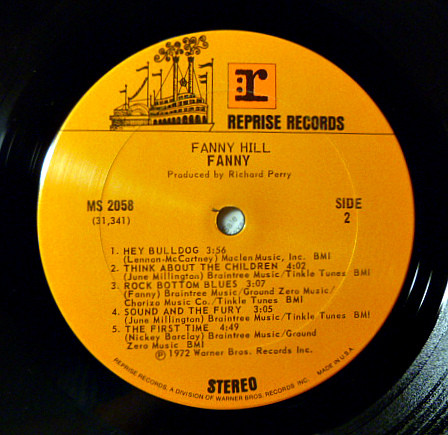 r
REPRISE RECORDS
FANNY HILL
FANNY
Produced by Richard Perry
MS 2058
(31,341)
SIDE
2
1. HEY BULLDOG 3:56
(Lennon-McCartney) Maclen Music, Inc. BMI
2. THINK ABOUT THE CHILDREN 4:02
(June Millington) Braintree Music/Tinkle Tunes BMI
3. ROCK BOTTOM BLUES 3:07
(Fanny) Braintree Music/Ground Zero Music/
Chorizo Music Co./Tinkle Tunes BMI
4. SOUND AND THE FURY 3:05
(June Millington) Braintree Music/Tinkle Tunes BMI
5. THE FIRST TIME 4:49
(Nickey Barclay) Braintree Music/Ground
Zero Music BMI
Ⓟ 1972 Warner Bros. Records Inc.
STEREO
REPRISE RECORDS, A DIVISION OF WARNER BROS. RECORDS INC. MADE IN U.S.A.